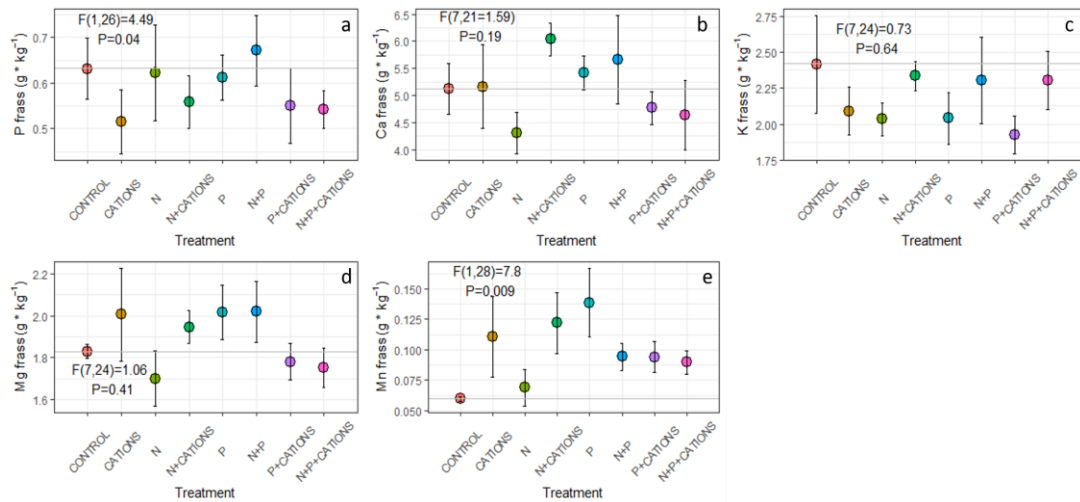 a
F(1,26)=4.49
P=0.04
P frass (g * kg⁻¹)
0.7
0.6
0.5
CONTROL
CATIONS
N
N+CATIONS
P
N+P
P+CATIONS
N+P+CATIONS
Treatment
b
F(7,21)=1.59)
P=0.19
Ca frass (g * kg⁻¹)
6.5
6.0
5.5
5.0
4.5
4.0
CONTROL
CATIONS
N
N+CATIONS
P
N+P
P+CATIONS
N+P+CATIONS
Treatment
c
F(7,24)=0.73
P=0.64
K frass (g * kg⁻¹)
2.75
2.50
2.25
2.00
1.75
CONTROL
CATIONS
N
N+CATIONS
P
N+P
P+CATIONS
N+P+CATIONS
Treatment
d
Mg frass (g * kg⁻¹)
2.2
2.0
1.8
1.6
F(7,24)=1.06
P=0.41
CONTROL
CATIONS
N
N+CATIONS
P
N+P
P+CATIONS
N+P+CATIONS
Treatment
e
F(1,28)=7.8
P=0.009
Mn frass (g * kg⁻¹)
0.150
0.125
0.100
0.075
0.050
CONTROL
CATIONS
N
N+CATIONS
P
N+P
P+CATIONS
N+P+CATIONS
Treatment